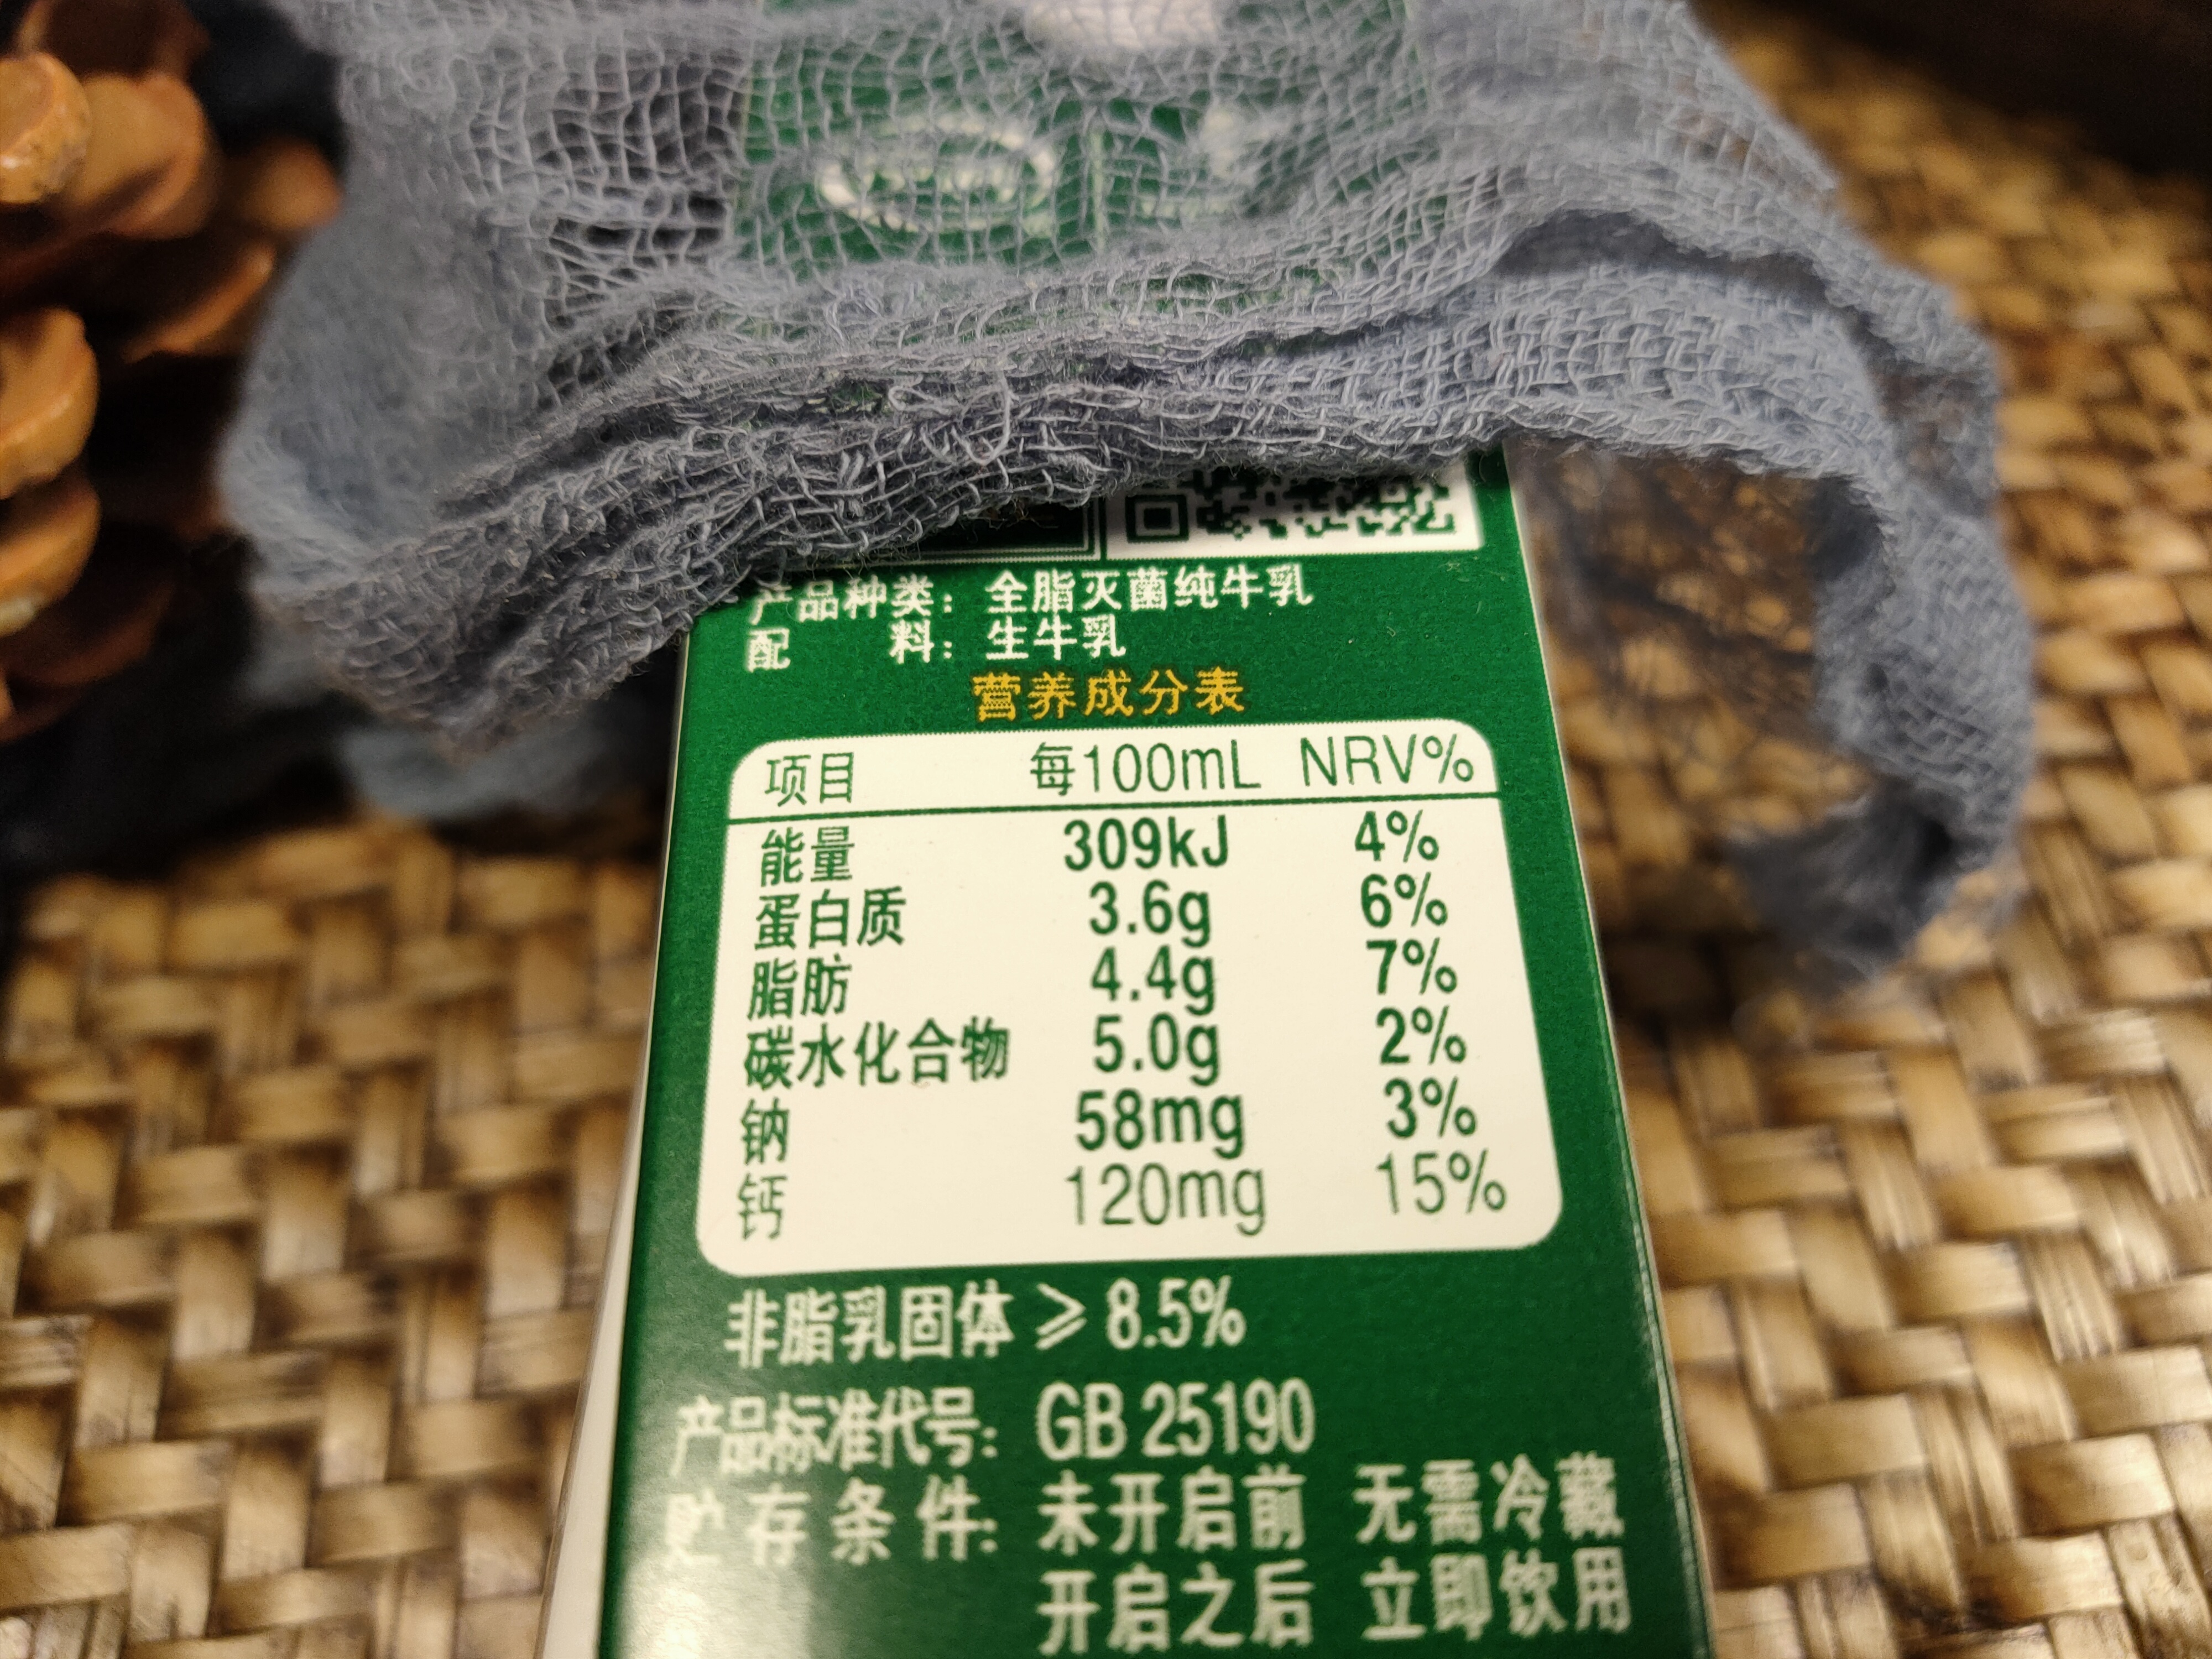 产品种类：全脂灭菌纯牛乳
配 料：生牛乳
营养成分表
项目 每100mL NRV%
能量 309kJ 4%
蛋白质 3.6g 6%
脂肪 4.4g 7%
碳水化合物 5.0g 2%
钠 58mg 3%
钙 120mg 15%
非脂乳固体 ≥ 8.5%
产品标准代号：GB 25190
贮存条件：未开启前 无需冷藏
开启之后 立即饮用